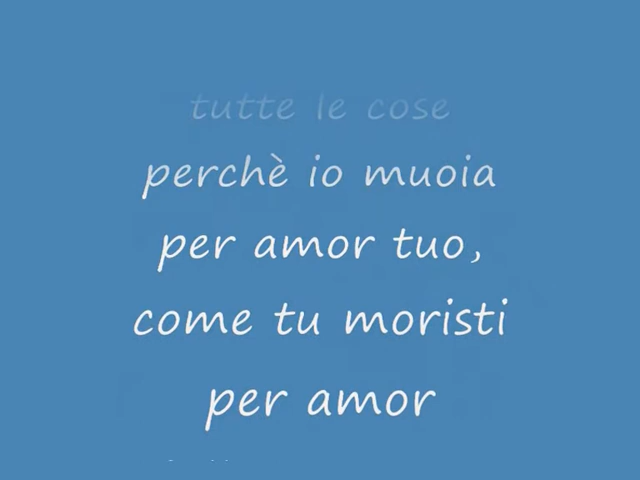 tutte le cose
perchè io muoia
per amor tuo,
come tu moristi
per amor